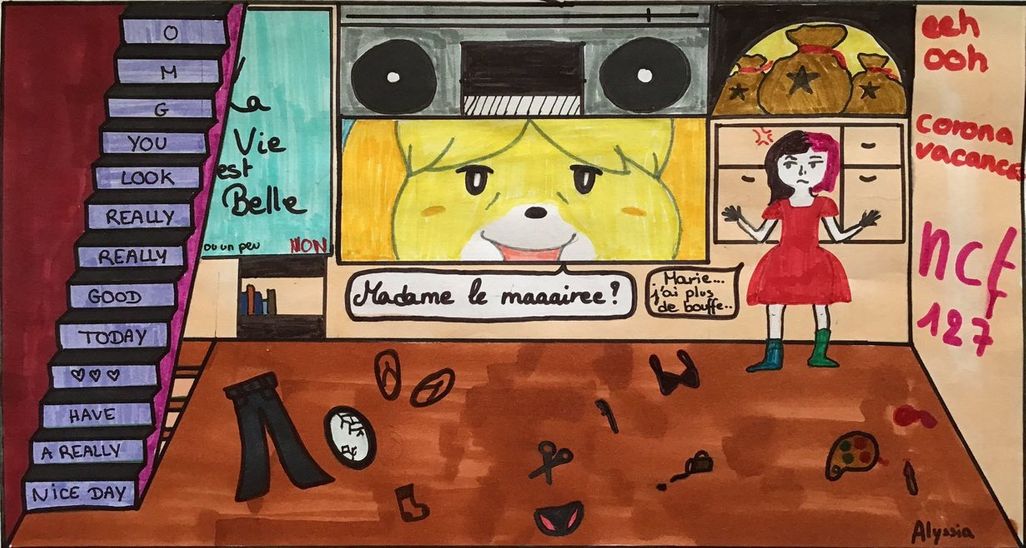 O
M
G
YOU
LOOK
REALLY
REALLY
GOOD
TODAY
♡♡♡
HAVE
A REALLY
NICE DAY
La
Vie
est
Belle
ou un peu NON
Madame le maaairee?
Marie...
j'ai plus
de bouffe..
eeh
ooh
corona
vacances
ncf
127
Alyssia